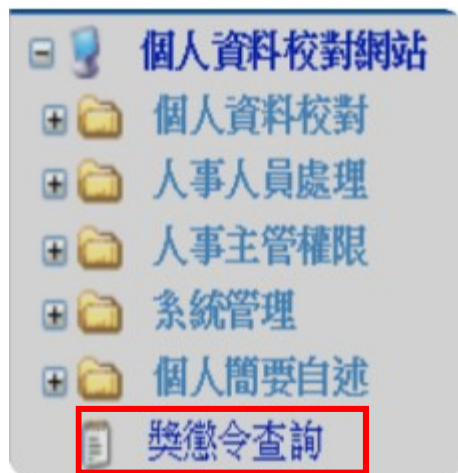 個人資料校對網站
個人資料校對
人事人員處理
人事主管權限
系統管理
個人簡要自述
獎懲令查詢